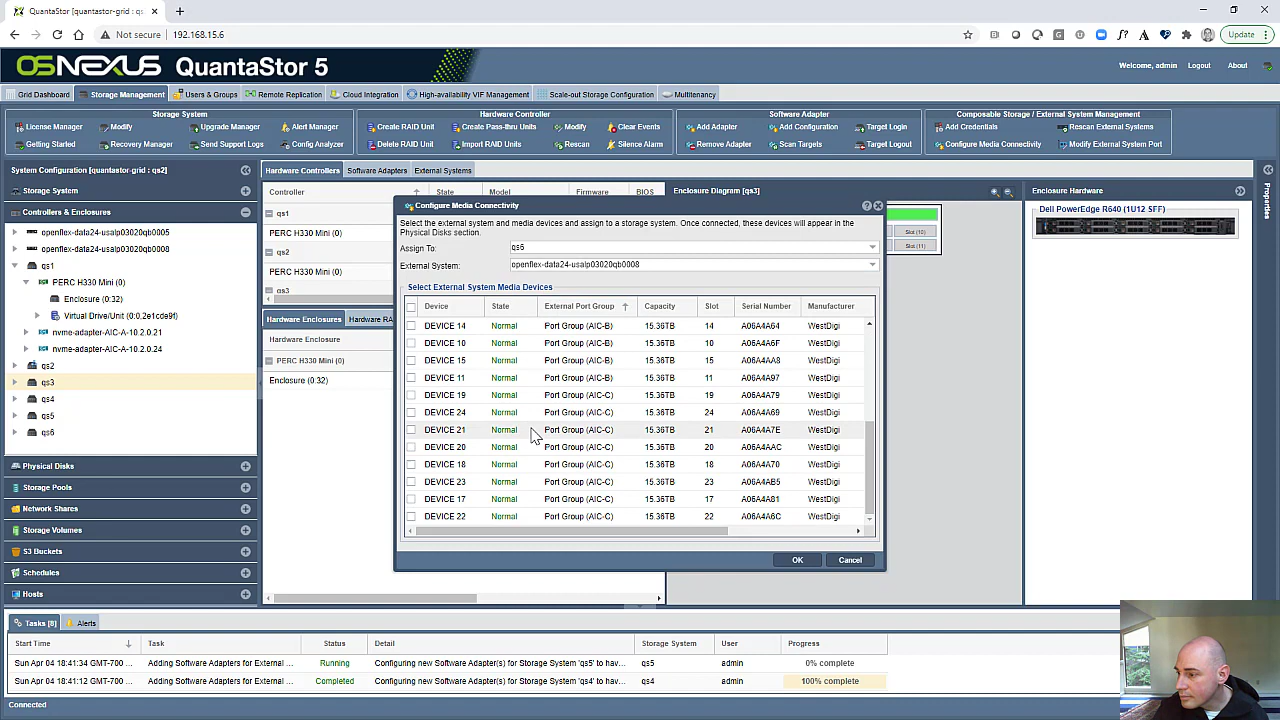 QuantaStor [quantastor-grid : qs2]
Not secure | 192.168.15.6
Update
OSNEXUS QuantaStor 5
Welcome, admin Logout About
Grid Dashboard Storage Management Users & Groups Remote Replication Cloud Integration High-availability VIF Management Scale-out Storage Configuration Multitenancy
Storage System Hardware Controller Software Adapter Composable Storage / External System Management
License Manager Modify Upgrade Manager Alert Manager Create RAID Unit Create Pass-thru Units Modify Clear Events Add Adapter Add Configuration Target Login Add Credentials Rescan External Systems
Getting Started Recovery Manager Send Support Logs Config Analyzer Delete RAID Unit Import RAID Units Rescan Silence Alarm Remove Adapter Scan Targets Target Logout Configure Media Connectivity Modify External System Port
System Configuration (quantastor-grid : qs2)
Storage System
Controllers & Enclosures
openflex-data24-usalp03020qb0005
openflex-data24-usalp03020qb0008
qs1
PERC H330 Mini (0)
Enclosure (0:32)
Virtual Drive/Unit (0:2e1cde9f)
nvme-adapter-AIC-A-10.2.0.21
nvme-adapter-AIC-A-10.2.0.24
qs2
qs3
qs4
qs5
qs6
Physical Disks
Storage Pools
Network Shares
Storage Volumes
S3 Buckets
Schedules
Hosts
Hardware Controllers Software Adapters External Systems
Controller State Model Firmware BIOS
qs1
PERC H330 Mini (0)
qs2
PERC H330 Mini (0)
qs3
Hardware Enclosures Hardware RA
Hardware Enclosure
PERC H330 Mini (0)
Enclosure (0:32)
Enclosure Diagram [qs3]
Slot (10)
Slot (11)
Enclosure Hardware
Dell PowerEdge R640 (1U12 SFF)
Properties
Configure Media Connectivity
Select the external system and media devices and assign to a storage system. Once connected, these devices will appear in the
Physical Disks section.
Assign To: qs6
External System: openflex-data24-usalp03020qb0008
Select External System Media Devices
Device State External Port Group Capacity Slot Serial Number Manufacturer
DEVICE 14 Normal Port Group (AIC-B) 15.36TB 14 A06A4A64 WestDigi
DEVICE 10 Normal Port Group (AIC-B) 15.36TB 10 A06A4A6F WestDigi
DEVICE 15 Normal Port Group (AIC-B) 15.36TB 15 A06A4AA8 WestDigi
DEVICE 11 Normal Port Group (AIC-B) 15.36TB 11 A06A4A97 WestDigi
DEVICE 19 Normal Port Group (AIC-C) 15.36TB 19 A06A4A79 WestDigi
DEVICE 24 Normal Port Group (AIC-C) 15.36TB 24 A06A4A69 WestDigi
DEVICE 21 Normal Port Group (AIC-C) 15.36TB 21 A06A4A7E WestDigi
DEVICE 20 Normal Port Group (AIC-C) 15.36TB 20 A06A4AAC WestDigi
DEVICE 18 Normal Port Group (AIC-C) 15.36TB 18 A06A4A70 WestDigi
DEVICE 23 Normal Port Group (AIC-C) 15.36TB 23 A06A4AB5 WestDigi
DEVICE 17 Normal Port Group (AIC-C) 15.36TB 17 A06A4A81 WestDigi
DEVICE 22 Normal Port Group (AIC-C) 15.36TB 22 A06A4A6C WestDigi
OK Cancel
Tasks [8] Alerts
Start Time Task Status Detail Storage System User Progress
Sun Apr 04 18:41:34 GMT-700 ... Adding Software Adapters for External ... Running Configuring new Software Adapter(s) for Storage System 'qs5' to hav... qs5 admin 0% complete
Sun Apr 04 18:41:12 GMT-700 ... Adding Software Adapters for External ... Completed Configuring new Software Adapter(s) for Storage System 'qs4' to hav... qs4 admin 100% complete
Connected